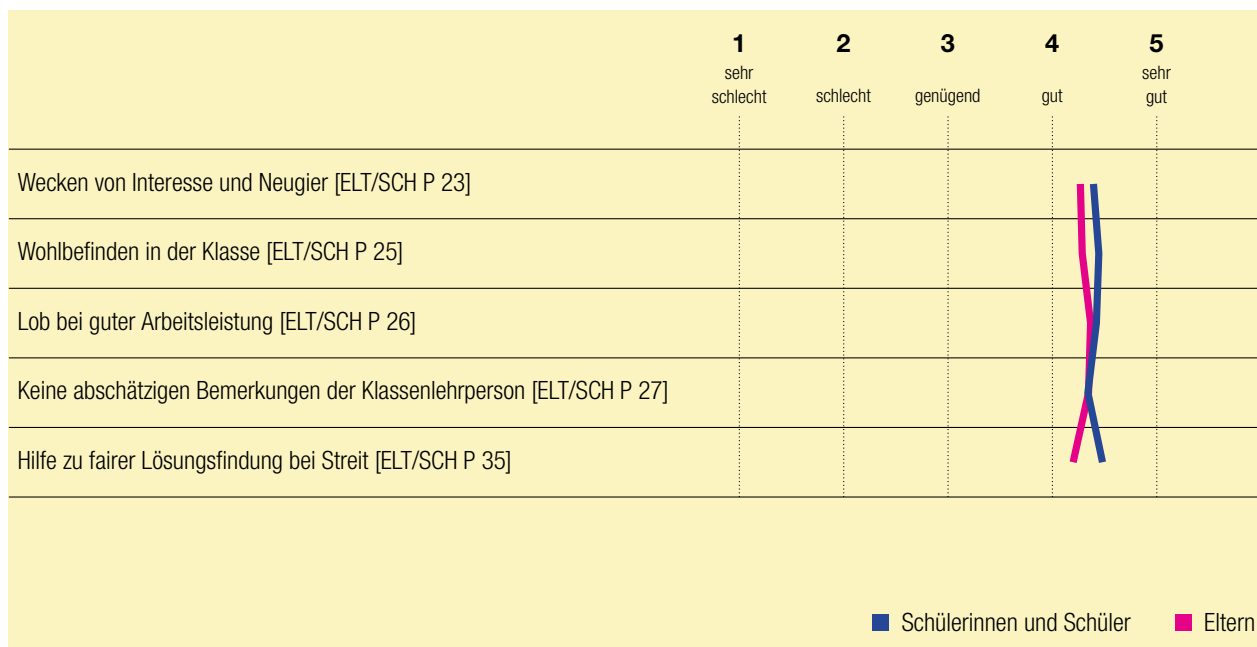 1 2 3 4 5
sehr schlecht schlecht genügend gut sehr gut
Wecken von Interesse und Neugier [ELT/SCH P 23]
Wohlbefinden in der Klasse [ELT/SCH P 25]
Lob bei guter Arbeitsleistung [ELT/SCH P 26]
Keine abschätzigen Bemerkungen der Klassenlehrperson [ELT/SCH P 27]
Hilfe zu fairer Lösungsfindung bei Streit [ELT/SCH P 35]
Schülerinnen und Schüler Eltern